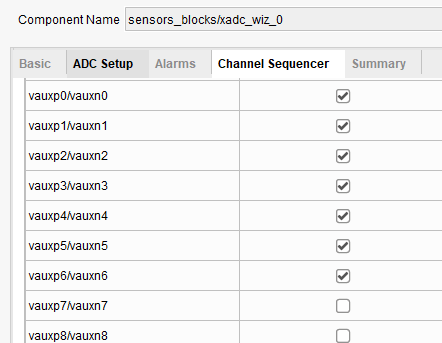 Component Name sensors_blocks/xadc_wiz_0
Basic ADC Setup Alarms Channel Sequencer Summary
vauxp0/vauxn0
vauxp1/vauxn1
vauxp2/vauxn2
vauxp3/vauxn3
vauxp4/vauxn4
vauxp5/vauxn5
vauxp6/vauxn6
vauxp7/vauxn7
vauxp8/vauxn8